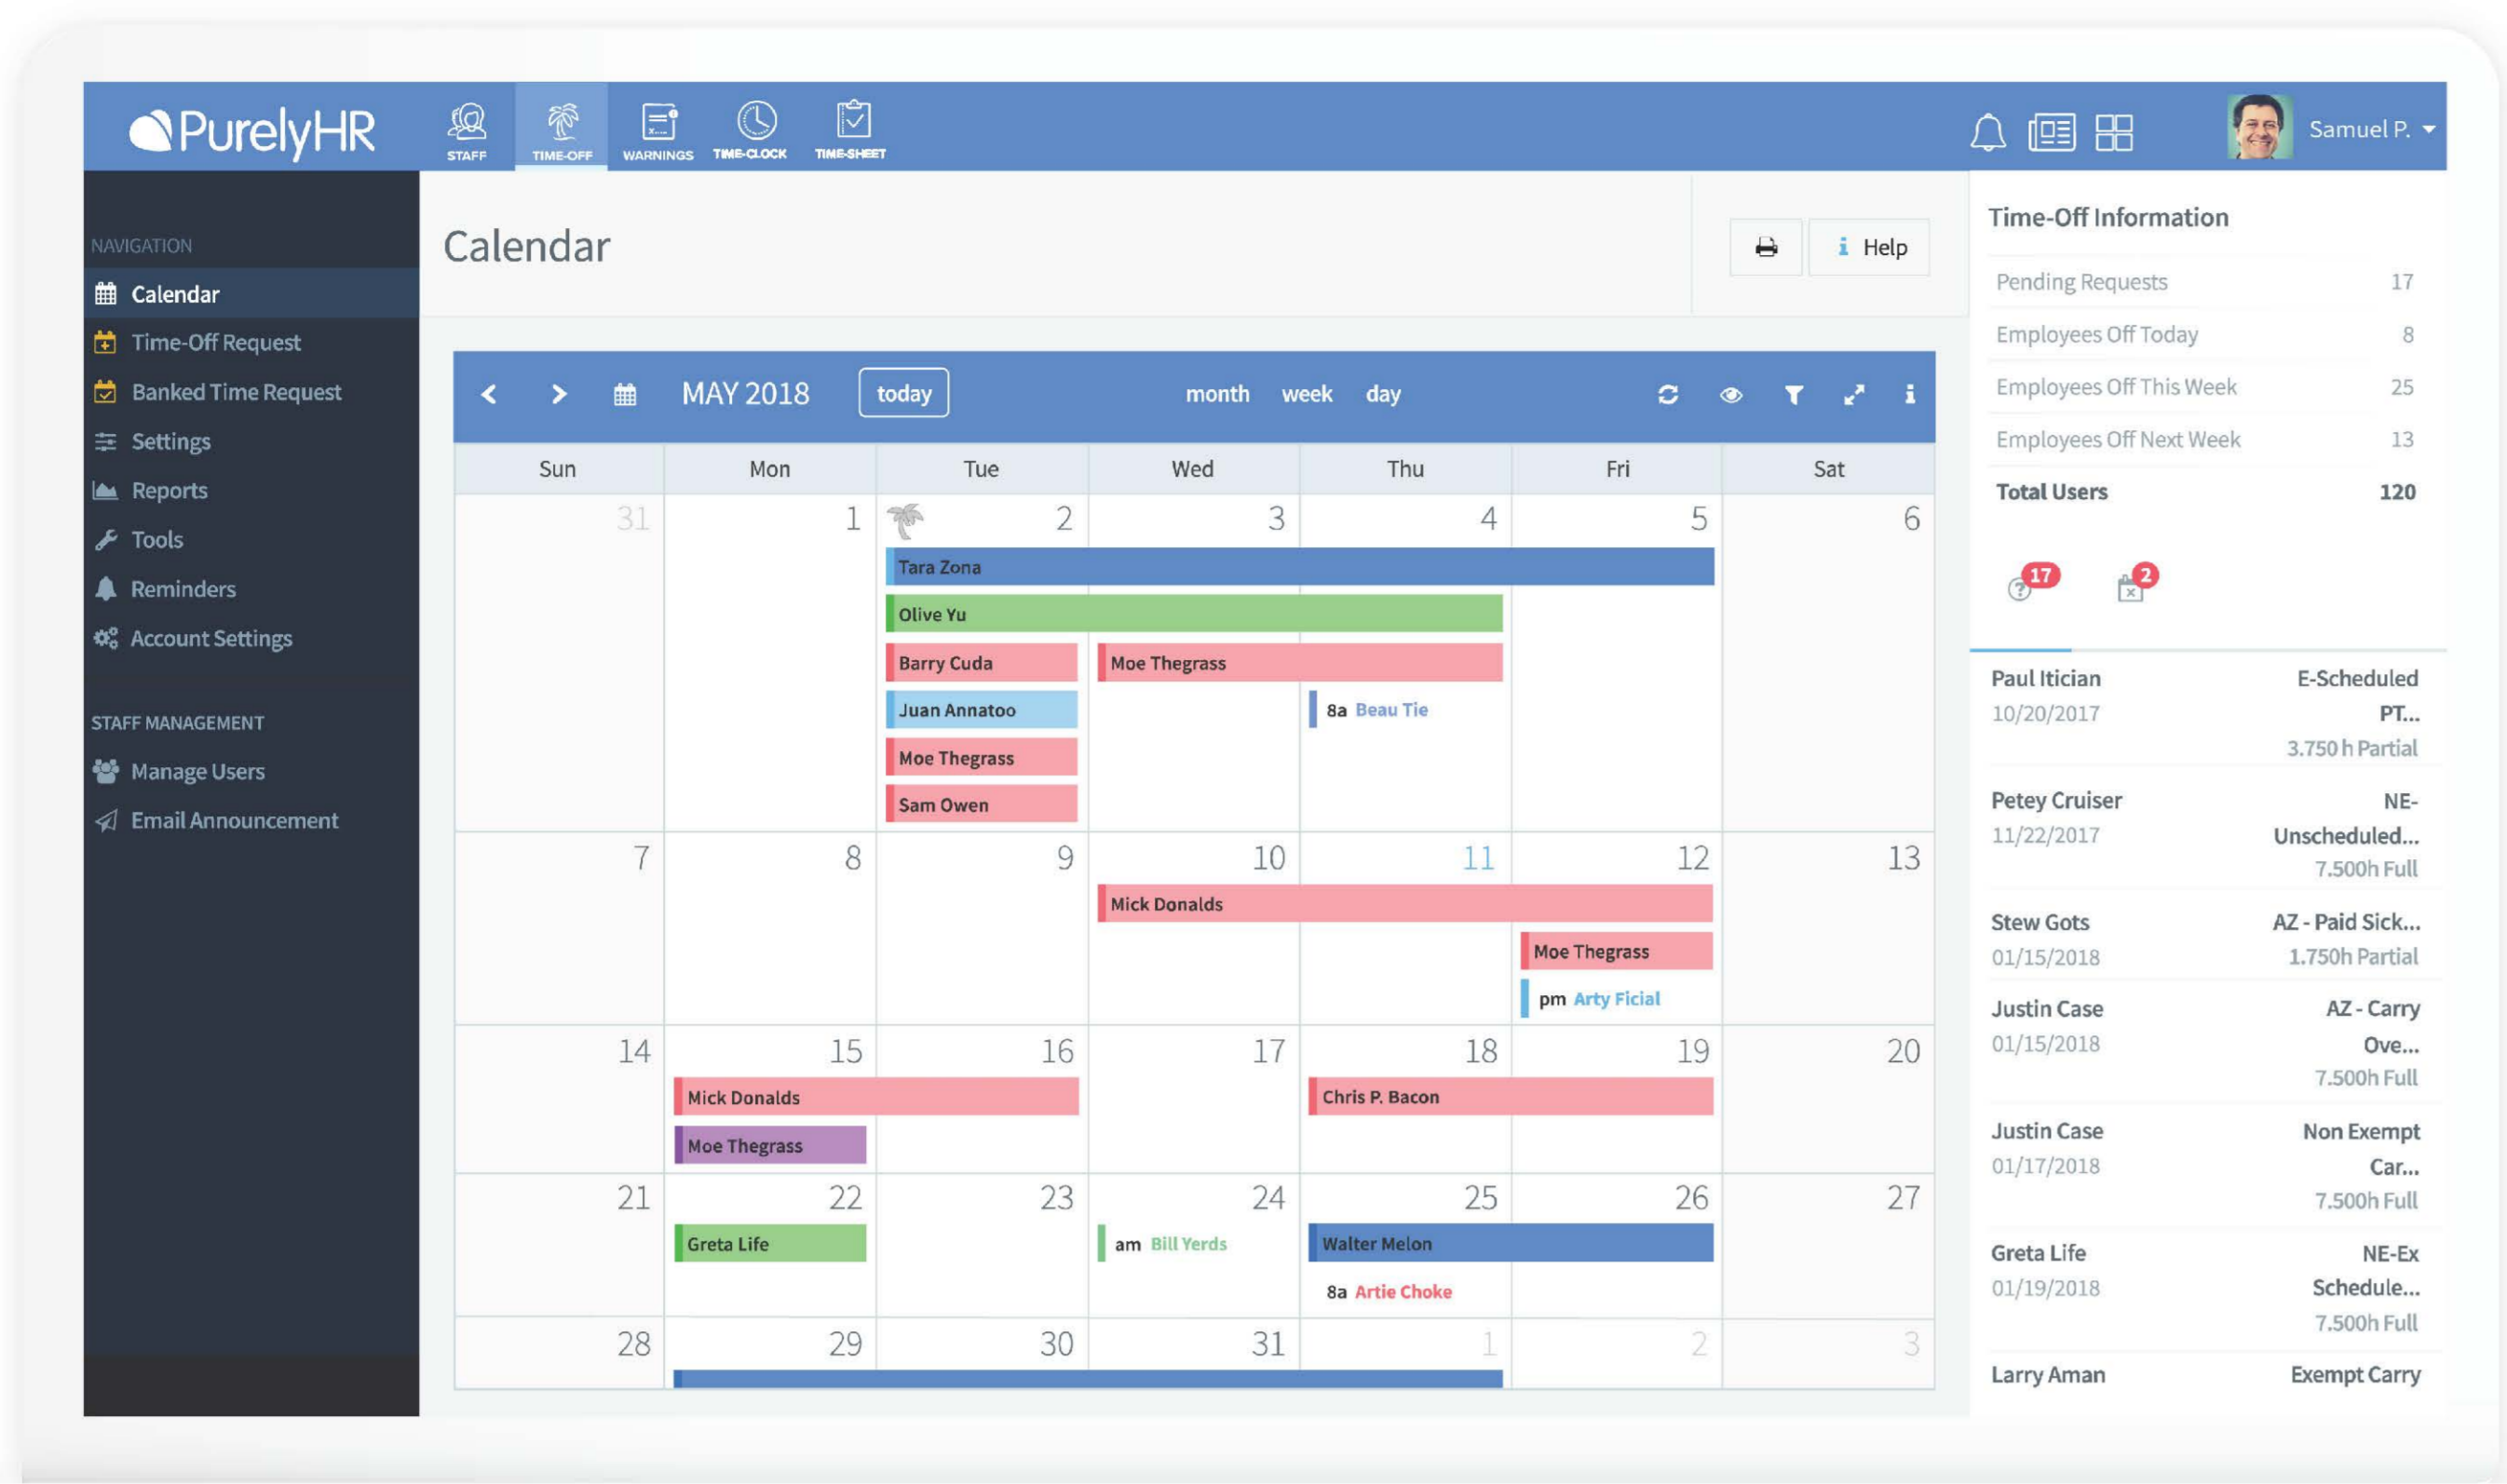 PurelyHR
STAFF
TIME-OFF
WARNINGS
TIME-CLOCK
TIME-SHEET
Samuel P.
NAVIGATION
Calendar
Time-Off Request
Banked Time Request
Settings
Reports
Tools
Reminders
Account Settings
STAFF MANAGEMENT
Manage Users
Email Announcement
Calendar
i Help
MAY 2018
today
month week day
i
Sun Mon Tue Wed Thu Fri Sat
31 1 2 3 4 5 6
Tara Zona
Olive Yu
Barry Cuda
Moe Thegrass
Juan Annatoo
8a Beau Tie
Moe Thegrass
Sam Owen
7 8 9 10 11 12 13
Mick Donalds
Moe Thegrass
pm Arty Ficial
14 15 16 17 18 19 20
Mick Donalds
Chris P. Bacon
Moe Thegrass
21 22 23 24 25 26 27
Greta Life
am Bill Yerds
Walter Melon
8a Artie Choke
28 29 30 31 1 2 3
Time-Off Information
Pending Requests 17
Employees Off Today 8
Employees Off This Week 25
Employees Off Next Week 13
Total Users 120
17
2
Paul Itician E-Scheduled
10/20/2017 PT...
3.750 h Partial
Petey Cruiser NE-
11/22/2017 Unscheduled...
7.500h Full
Stew Gots AZ - Paid Sick...
01/15/2018 1.750h Partial
Justin Case AZ - Carry
01/15/2018 Ove...
7.500h Full
Justin Case Non Exempt
01/17/2018 Car...
7.500h Full
Greta Life NE-Ex
01/19/2018 Schedule...
7.500h Full
Larry Aman Exempt Carry